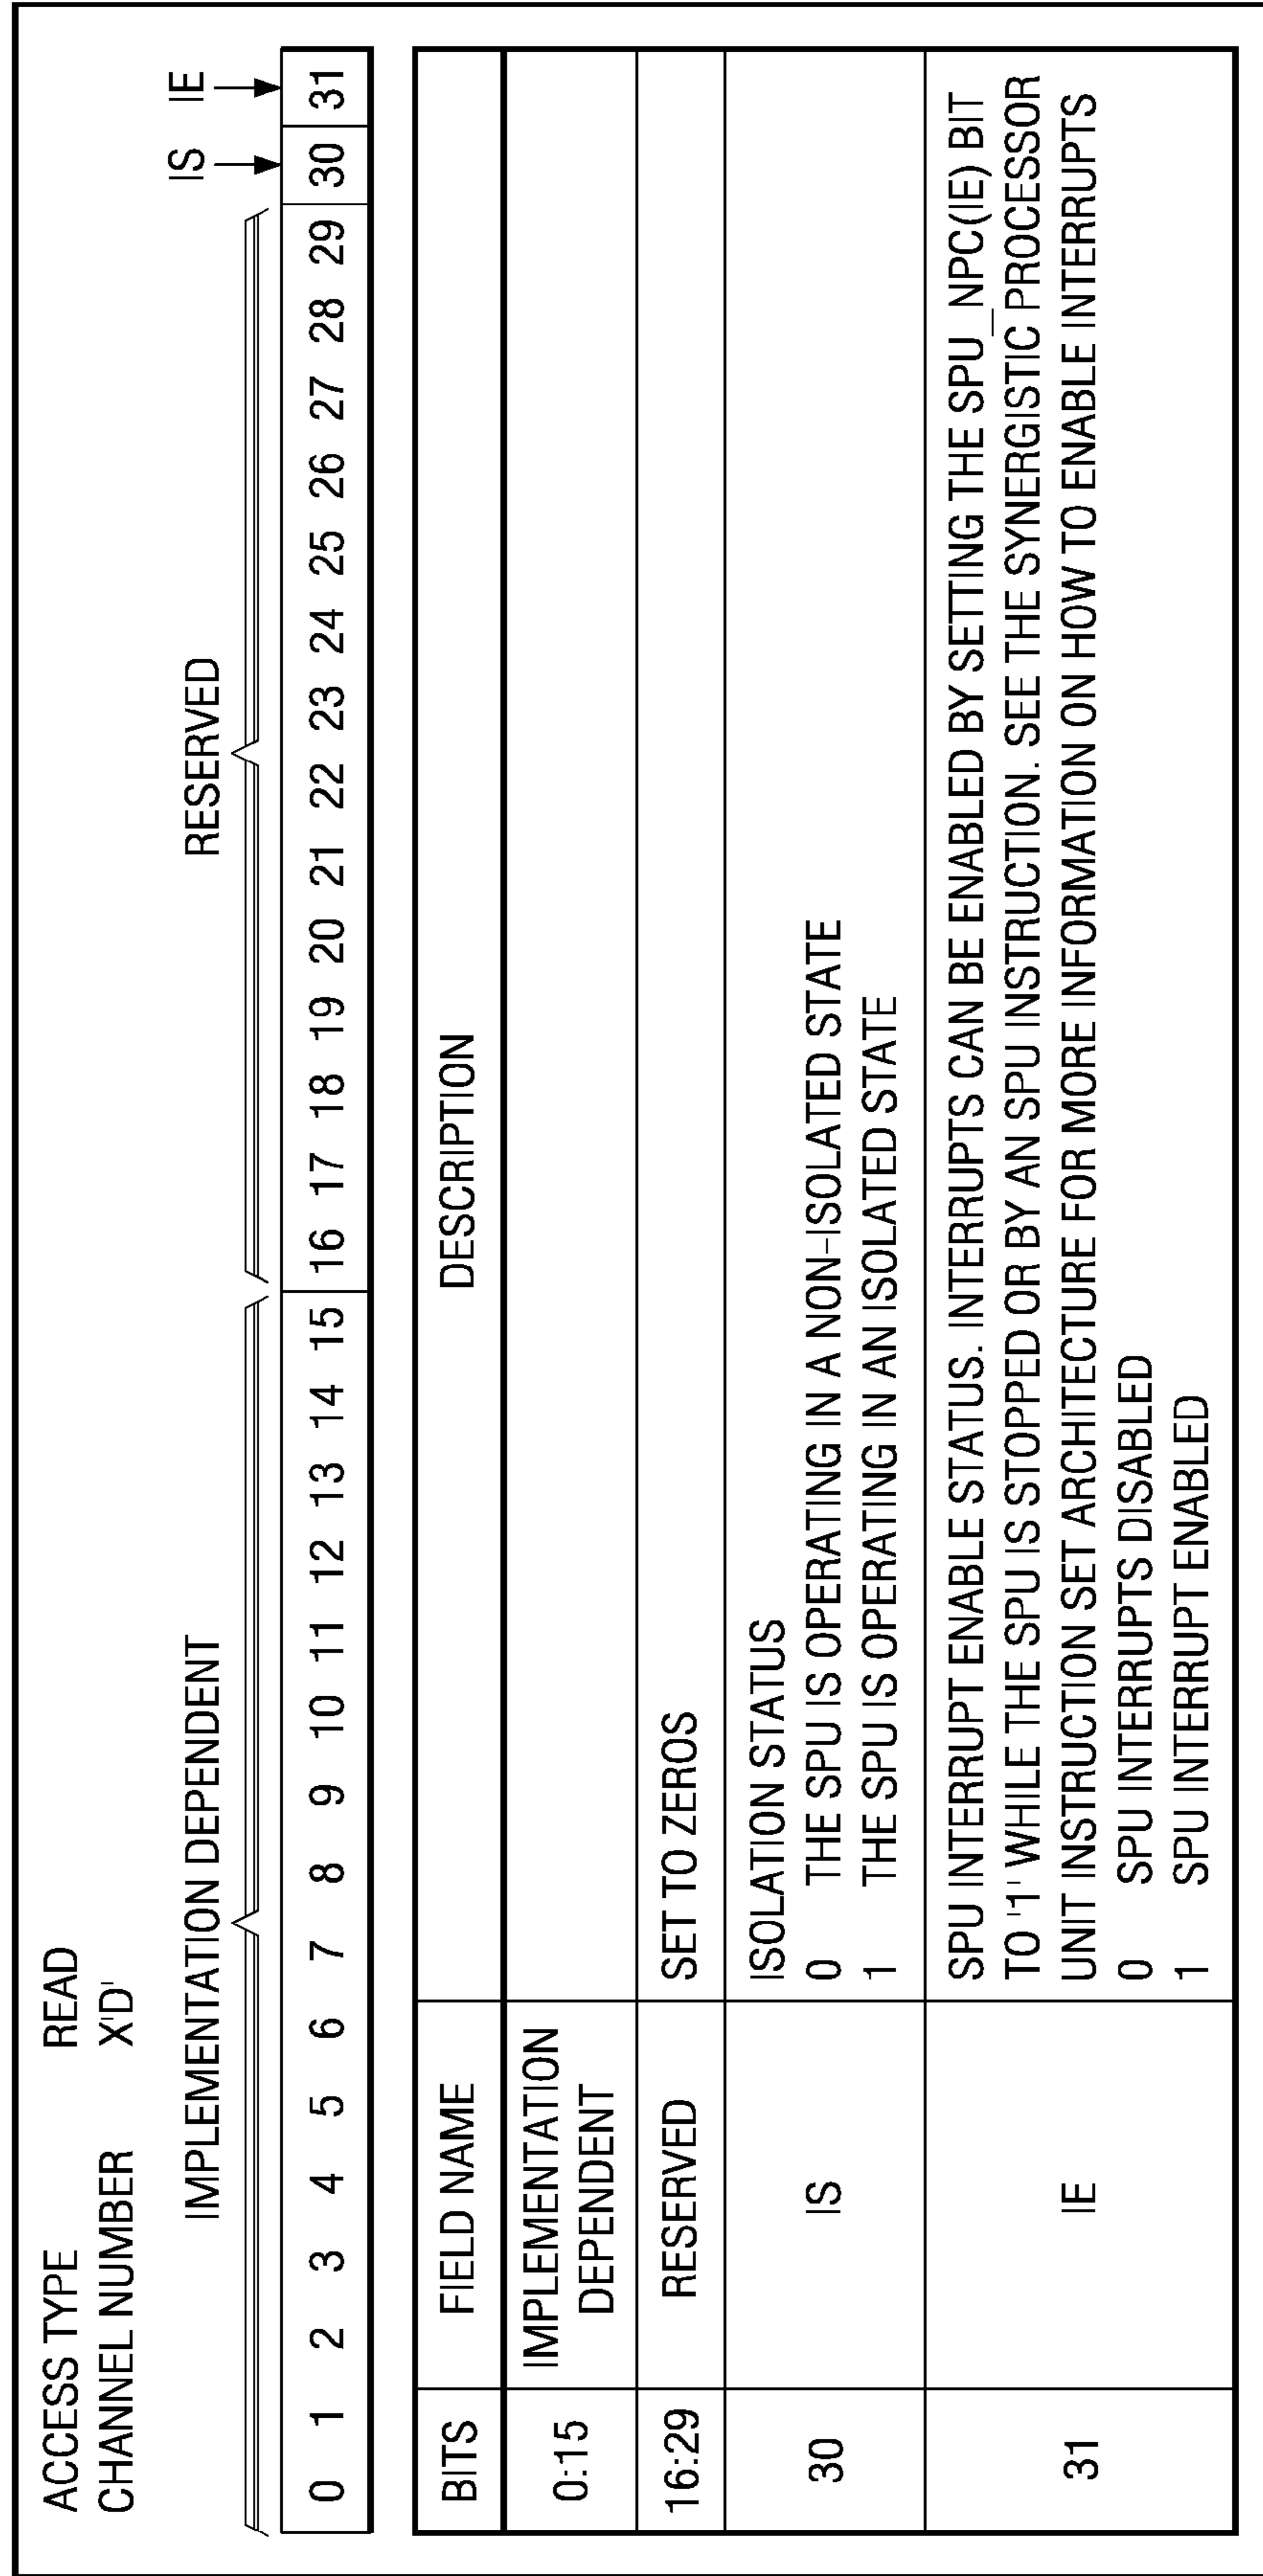 ACCESS TYPE READ
CHANNEL NUMBER X'D'
IMPLEMENTATION DEPENDENT RESERVED IS IE
0 1 2 3 4 5 6 7 8 9 10 11 12 13 14 15 16 17 18 19 20 21 22 23 24 25 26 27 28 29 30 31
BITS FIELD NAME DESCRIPTION
0:15 IMPLEMENTATION
DEPENDENT
16:29 RESERVED SET TO ZEROS
ISOLATION STATUS
30 IS 0 THE SPU IS OPERATING IN A NON-ISOLATED STATE
1 THE SPU IS OPERATING IN AN ISOLATED STATE
SPU INTERRUPT ENABLE STATUS. INTERRUPTS CAN BE ENABLED BY SETTING THE SPU_NPC(IE) BIT
TO '1' WHILE THE SPU IS STOPPED OR BY AN SPU INSTRUCTION. SEE THE SYNERGISTIC PROCESSOR
31 IE UNIT INSTRUCTION SET ARCHITECTURE FOR MORE INFORMATION ON HOW TO ENABLE INTERRUPTS
0 SPU INTERRUPTS DISABLED
1 SPU INTERRUPT ENABLED